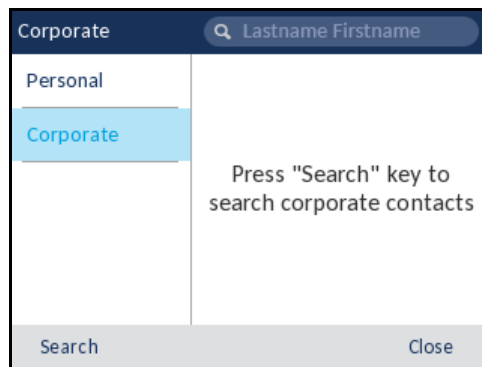 Corporate
Lastname Firstname
Personal
Corporate
Press "Search" key to
search corporate contacts
Search
Close